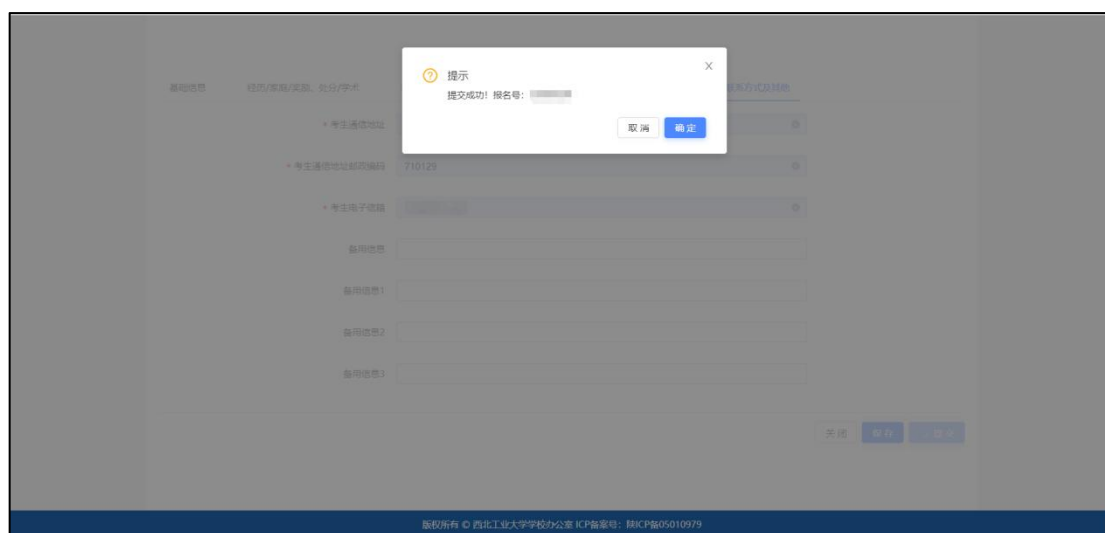 提示
提交成功！报名号：
取消 确定
基础信息 经历/家庭/奖励、处分/学术 联系方式及其他
* 考生通信地址
* 考生通信地址邮政编码 710129
* 考生电子信箱
备用信息
备用信息1
备用信息2
备用信息3
关闭 保存 提交
版权所有 © 西北工业大学学校办公室 ICP备案号：陕ICP备05010979